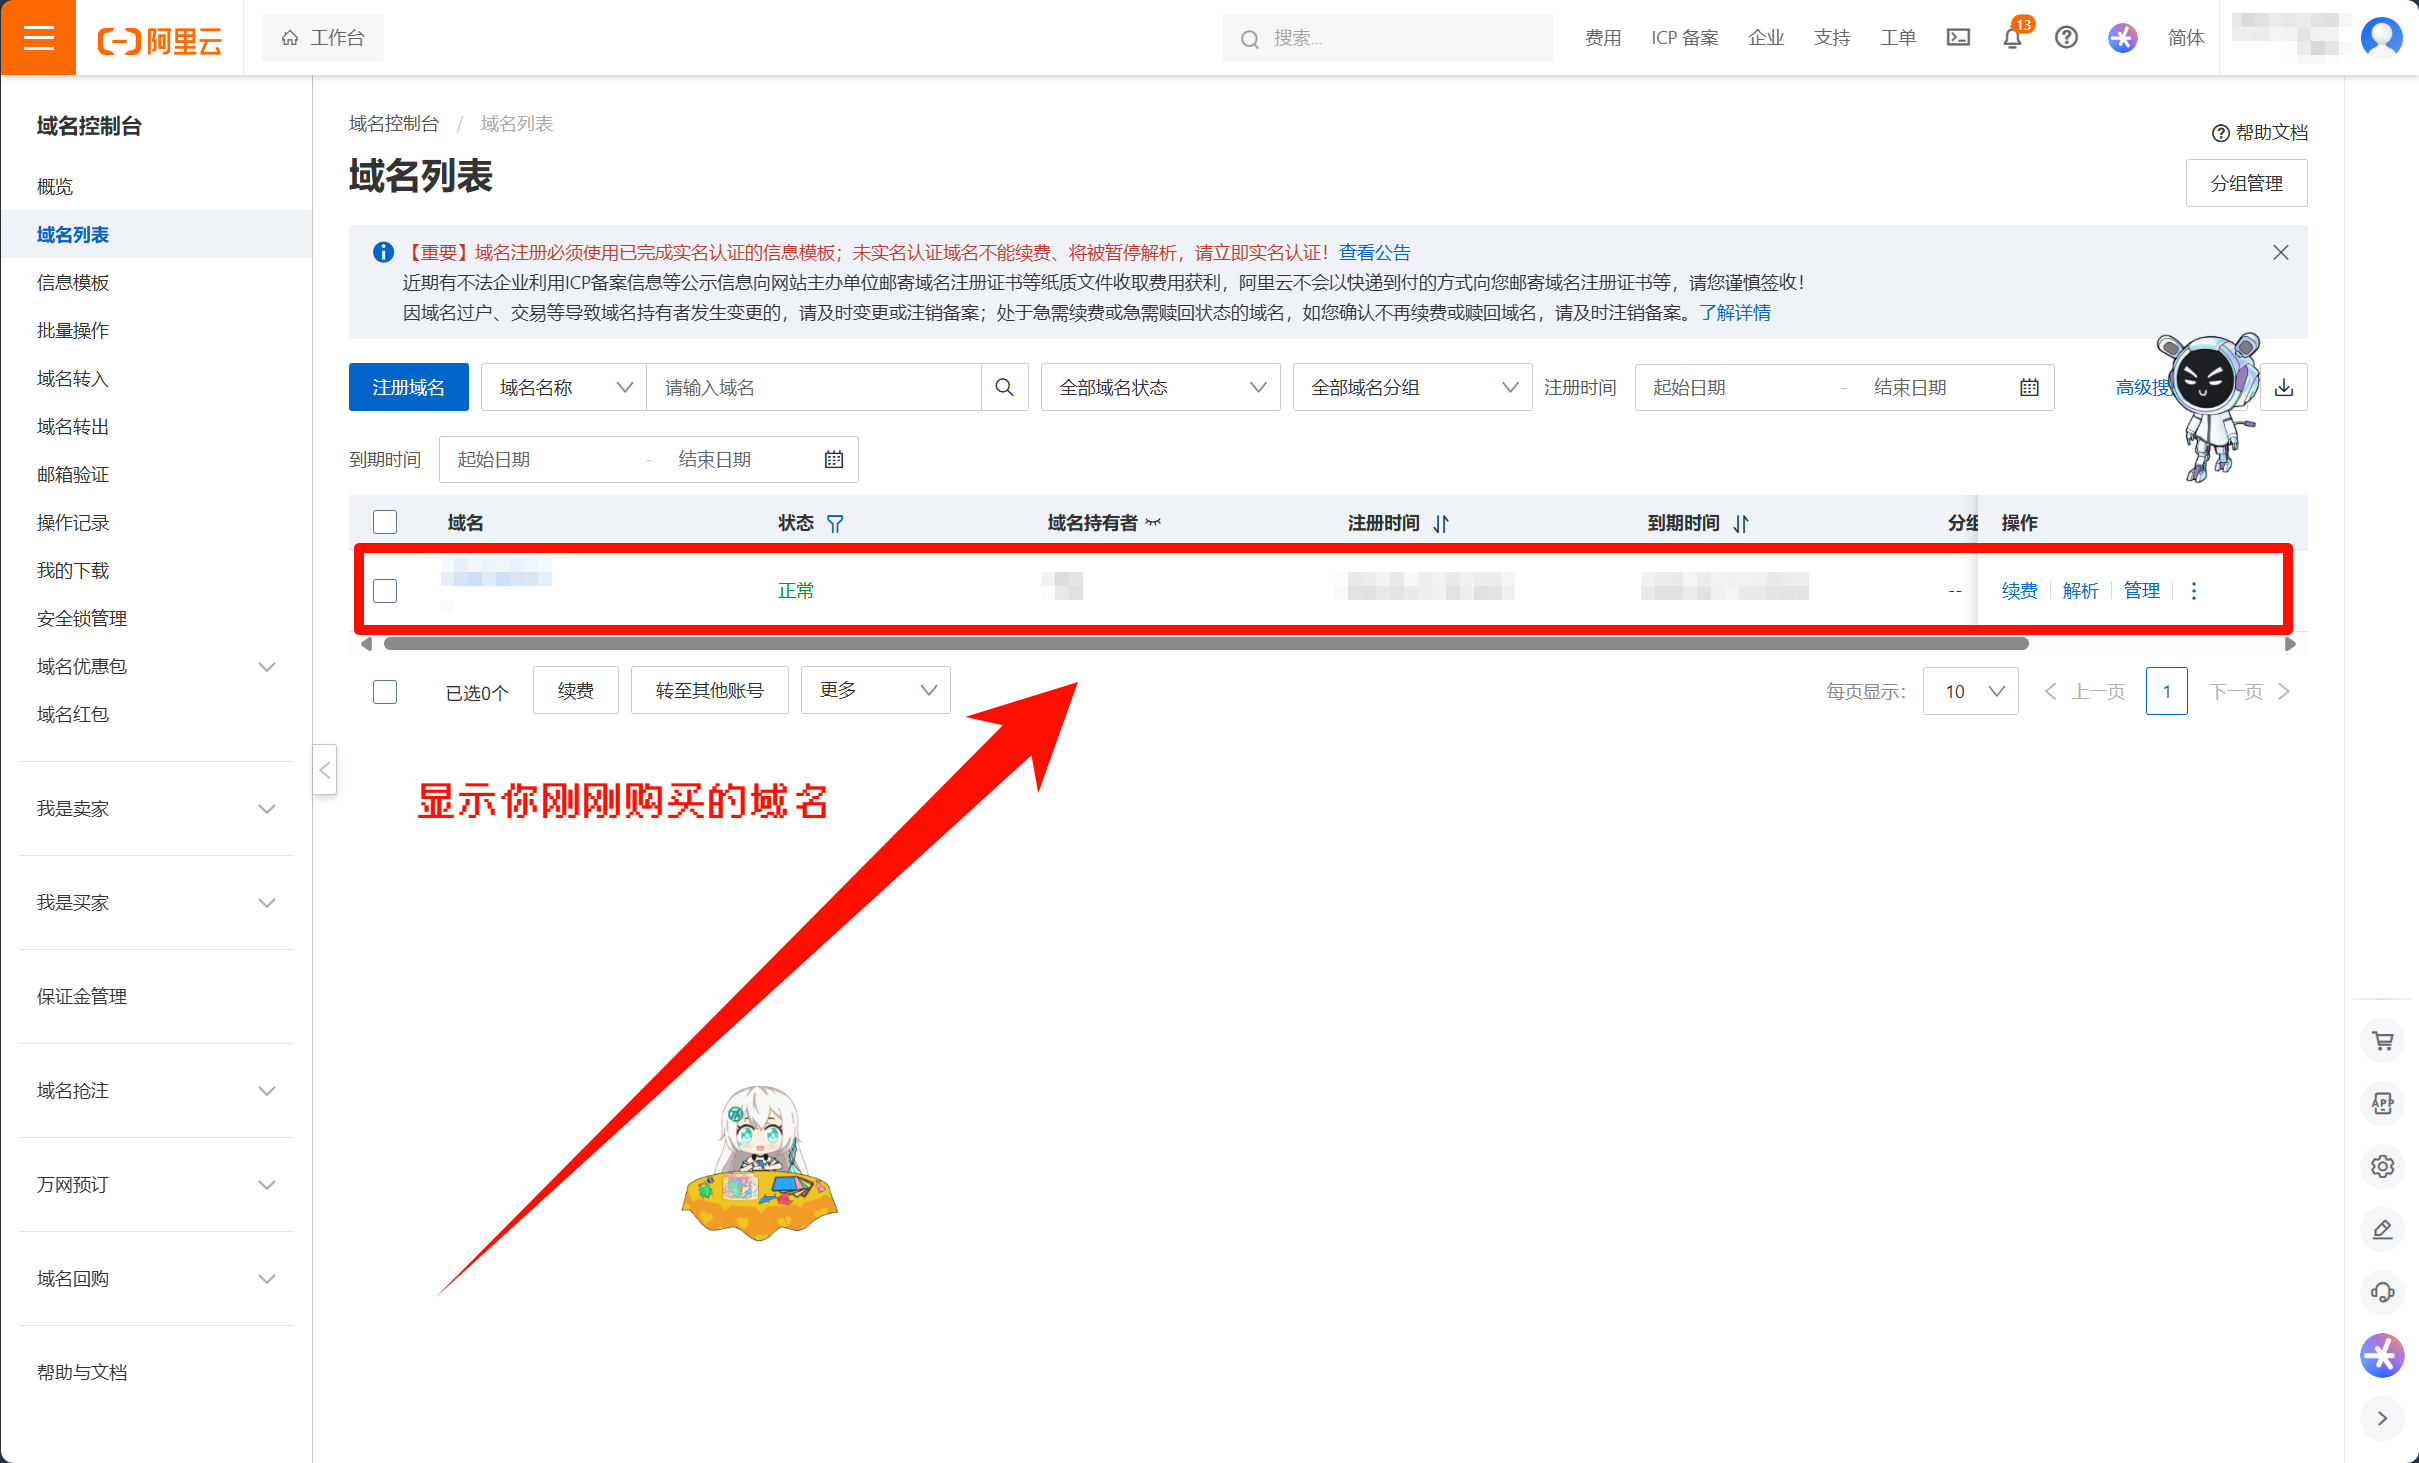 阿里云
工作台
搜索...
费用
ICP 备案
企业
支持
工单
13
简体
域名控制台
概览
域名列表
信息模板
批量操作
域名转入
域名转出
邮箱验证
操作记录
我的下载
安全锁管理
域名优惠包
域名红包
我是卖家
我是买家
保证金管理
域名抢注
万网预订
域名回购
帮助与文档
域名控制台 / 域名列表
帮助文档
域名列表
分组管理
【重要】域名注册必须使用已完成实名认证的信息模板；未实名认证域名不能续费、将被暂停解析，请立即实名认证！查看公告
近期有不法企业利用ICP备案信息等公示信息向网站主办单位邮寄域名注册证书等纸质文件收取费用获利，阿里云不会以快递到付的方式向您邮寄域名注册证书等，请您谨慎签收！
因域名过户、交易等导致域名持有者发生变更的，请及时变更或注销备案；处于急需续费或急需赎回状态的域名，如您确认不再续费或赎回域名，请及时注销备案。了解详情
注册域名
域名名称
请输入域名
全部域名状态
全部域名分组
注册时间
起始日期 - 结束日期
高级搜
到期时间
起始日期 - 结束日期
域名
状态
域名持有者
注册时间
到期时间
分组
操作
正常
--
续费
解析
管理
已选0个
续费
转至其他账号
更多
每页显示：
10
上一页
1
下一页
显示你刚刚购买的域名
APP